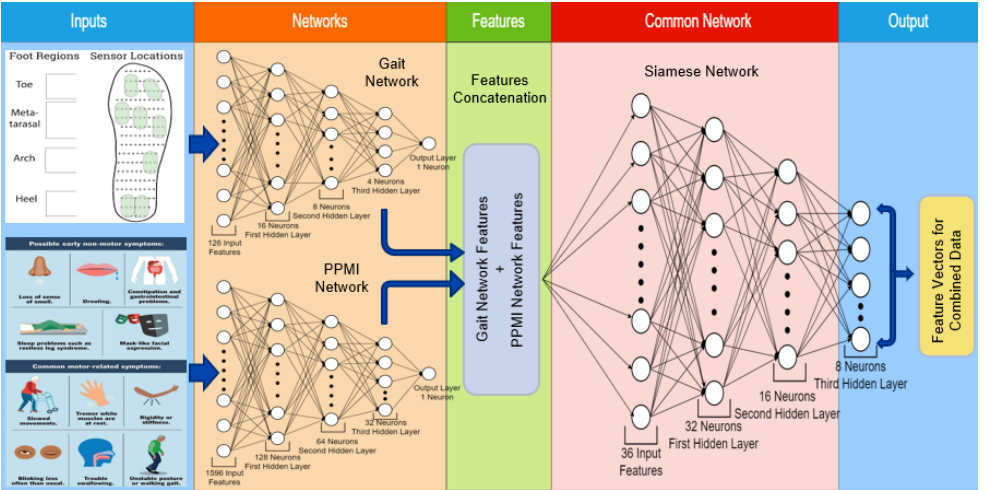 Inputs
Networks
Features
Common Network
Output
Foot Regions
Sensor Locations
Toe
Meta-
tarasal
Arch
Heel
Possible early non-motor symptoms:
Loss of sense
of smell.
Drooling.
Constipation and
gastrointestinal
problems.
Sleep problems such as
restless leg syndrome.
Mask-like facial
expression.
Common motor-related symptoms:
Slowed
movements.
Tremor while
muscles are
at rest.
Rigidity or
stiffness.
Blinking less
often than usual.
Trouble
swallowing.
Unstable posture
or walking gait.
Gait
Network
Output Layer
1 Neuron
4 Neurons
Third Hidden Layer
8 Neurons
Second Hidden Layer
16 Neurons
First Hidden Layer
126 Input
Features
PPMI
Network
Output Layer
1 Neuron
32 Neurons
Third Hidden Layer
64 Neurons
Second Hidden Layer
128 Neurons
First Hidden Layer
1596 Input
Features
Features
Concatenation
Gait Network Features
+
PPMI Network Features
Siamese Network
36 Input
Features
32 Neurons
First Hidden Layer
16 Neurons
Second Hidden Layer
8 Neurons
Third Hidden Layer
Feature Vectors for
Combined Data